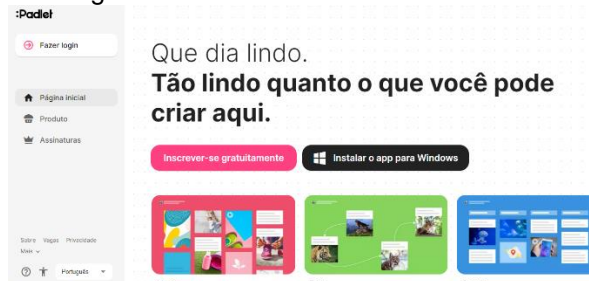 :Padlet
Fazer login
Página inicial
Produto
Assinaturas
Sobre Vagas Privacidade
Mais
Português
Que dia lindo.
Tão lindo quanto o que você pode
criar aqui.
Inscrever-se gratuitamente
Instalar o app para Windows